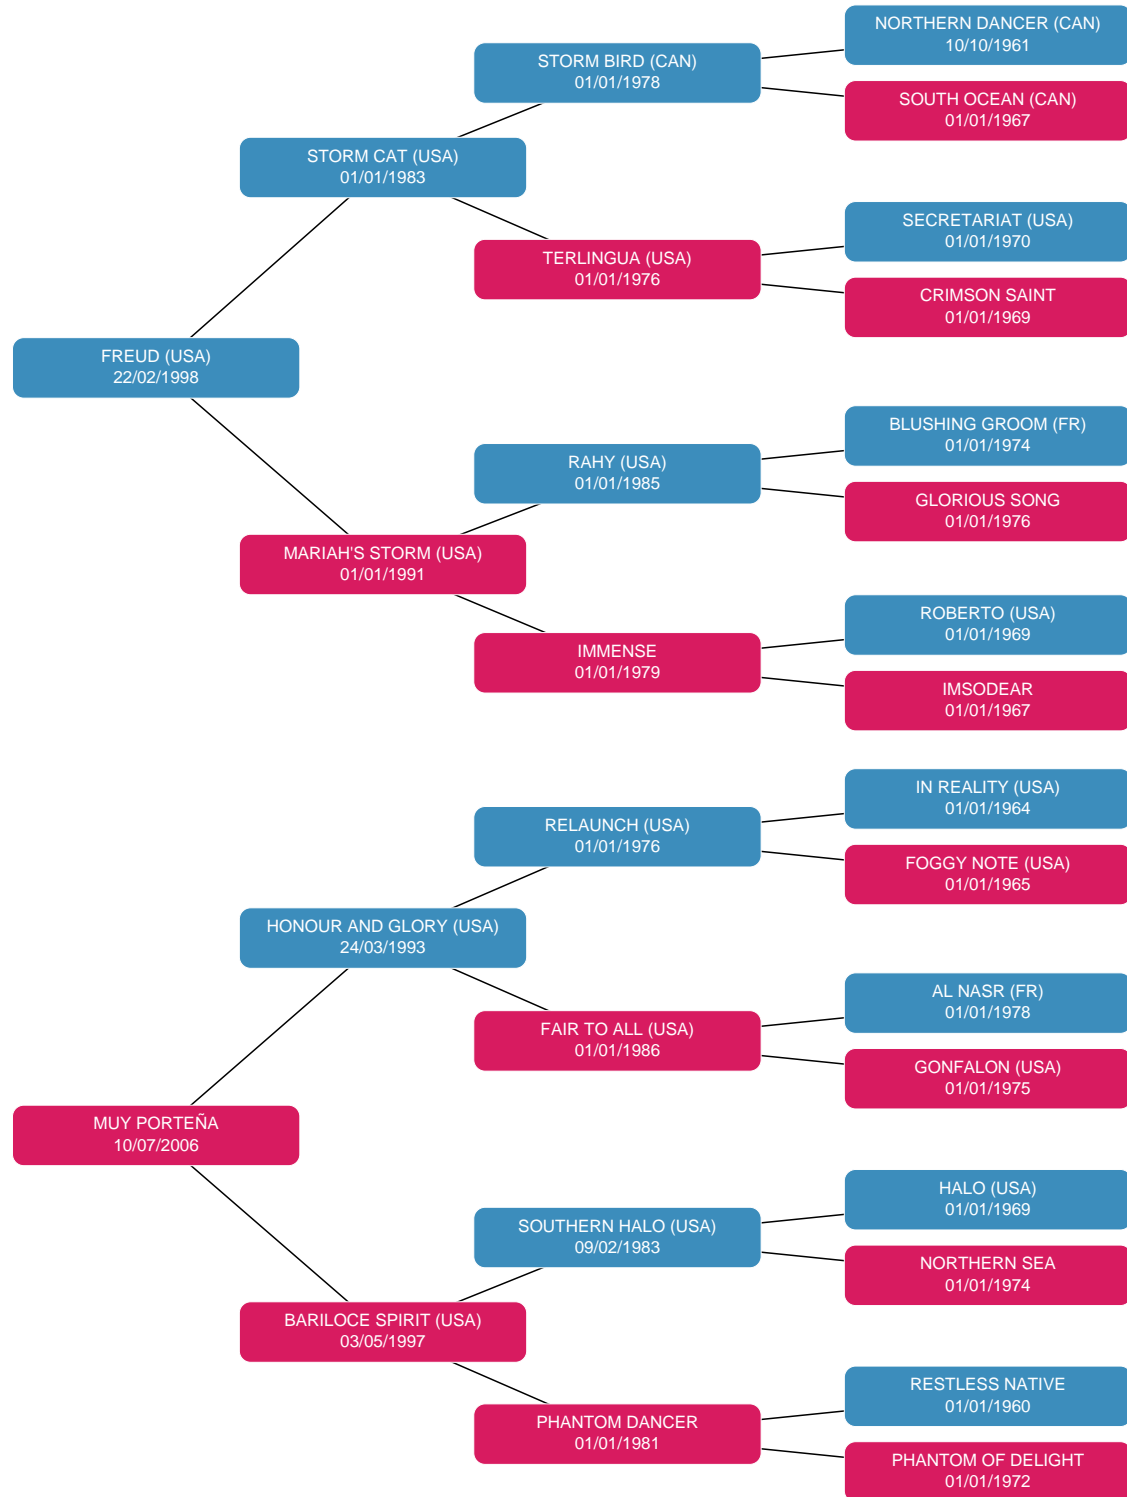 NORTHERN DANCER (CAN)
10/10/1961
STORM BIRD (CAN)
01/01/1978
SOUTH OCEAN (CAN)
01/01/1967
STORM CAT (USA)
01/01/1983
SECRETARIAT (USA)
01/01/1970
TERLINGUA (USA)
01/01/1976
CRIMSON SAINT
01/01/1969
FREUD (USA)
22/02/1998
BLUSHING GROOM (FR)
01/01/1974
RAHY (USA)
01/01/1985
GLORIOUS SONG
01/01/1976
MARIAH'S STORM (USA)
01/01/1991
ROBERTO (USA)
01/01/1969
IMMENSE
01/01/1979
IMSODEAR
01/01/1967
IN REALITY (USA)
01/01/1964
RELAUNCH (USA)
01/01/1976
FOGGY NOTE (USA)
01/01/1965
HONOUR AND GLORY (USA)
24/03/1993
AL NASR (FR)
01/01/1978
FAIR TO ALL (USA)
01/01/1986
GONFALON (USA)
01/01/1975
MUY PORTEÑA
10/07/2006
HALO (USA)
01/01/1969
SOUTHERN HALO (USA)
09/02/1983
NORTHERN SEA
01/01/1974
BARILOCE SPIRIT (USA)
03/05/1997
RESTLESS NATIVE
01/01/1960
PHANTOM DANCER
01/01/1981
PHANTOM OF DELIGHT
01/01/1972